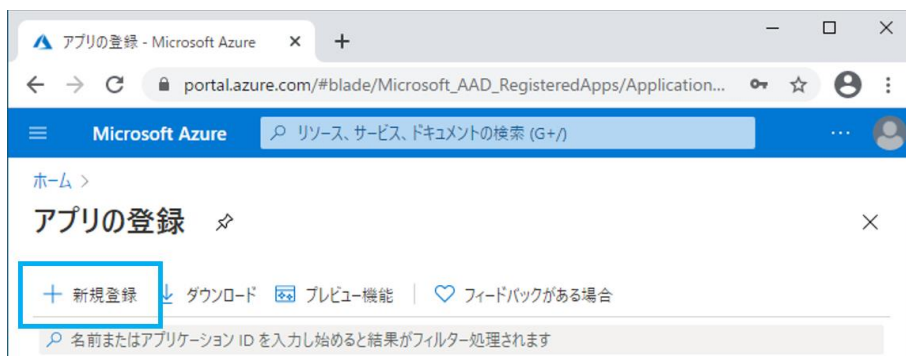 アプリの登録 - Microsoft Azure
portal.azure.com/#blade/Microsoft_AAD_RegisteredApps/Application...
Microsoft Azure リソース、サービス、ドキュメントの検索 (G+/)
ホーム >
アプリの登録
新規登録 ダウンロード プレビュー機能 フィードバックがある場合
名前またはアプリケーション ID を入力し始めると結果がフィルター処理されます